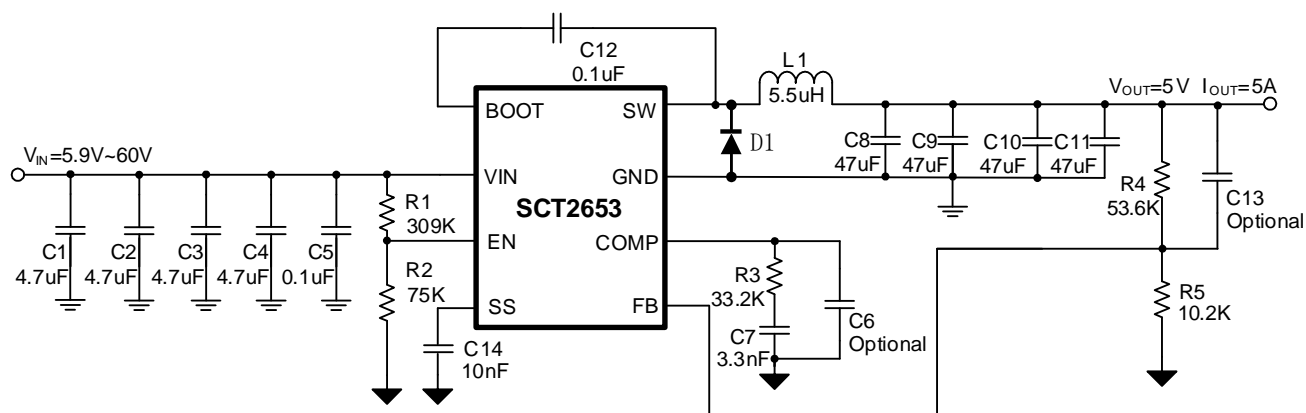 C12
0.1uF
L1
5.5uH
BOOT
SW
VOUT=5V IOUT=5A
D1
C8
47uF
C9
47uF
C10
47uF
C11
47uF
VIN=5.9V~60V
VIN
GND
SCT2653
R1
309K
R4
53.6K
C13
Optional
EN
COMP
C1
4.7uF
C2
4.7uF
C3
4.7uF
C4
4.7uF
C5
0.1uF
R2
75K
R3
33.2K
SS
FB
R5
10.2K
C6
Optional
C7
3.3nF
C14
10nF